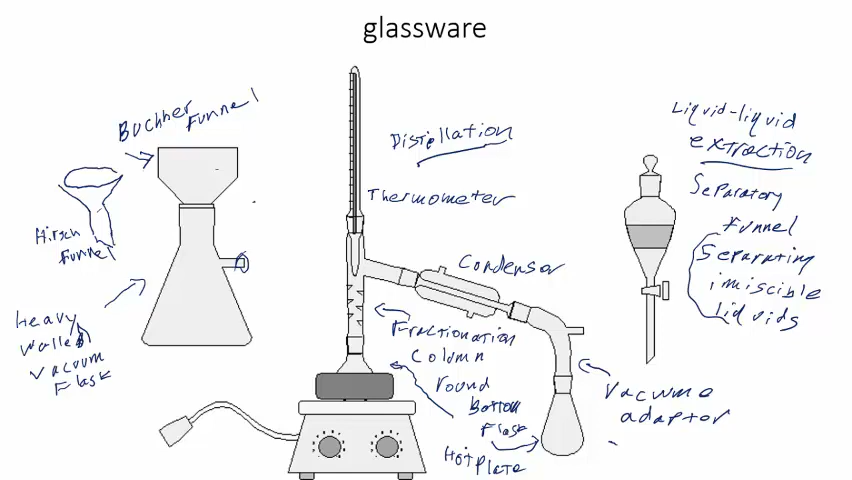 glassware
Buchner
Funnel
Hirsch
funnel
Heavy
Walled
Vacuum
Flask
Distillation
Thermometer
Condensor
Fractionation
Column
round
Bottom
Flask
Hot Plate
Vacuume
adaptor
Liquid-liquid
extraction
Separatory
funnel
Separating
imiscible
liquids